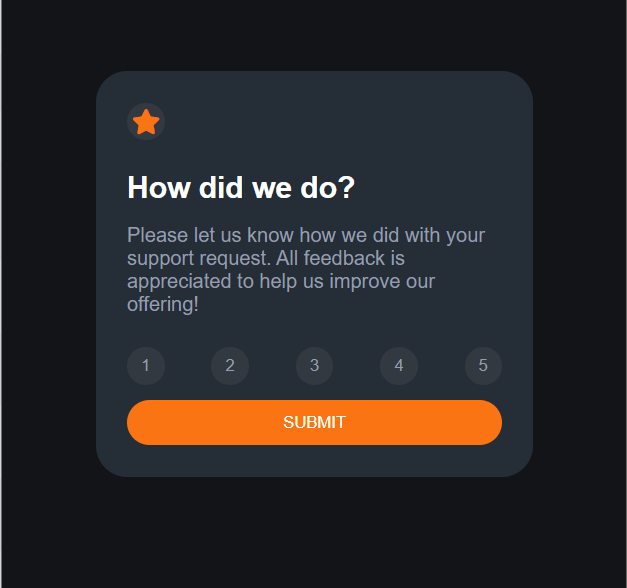 How did we do?
Please let us know how we did with your
support request. All feedback is
appreciated to help us improve our
offering!
1 2 3 4 5
SUBMIT